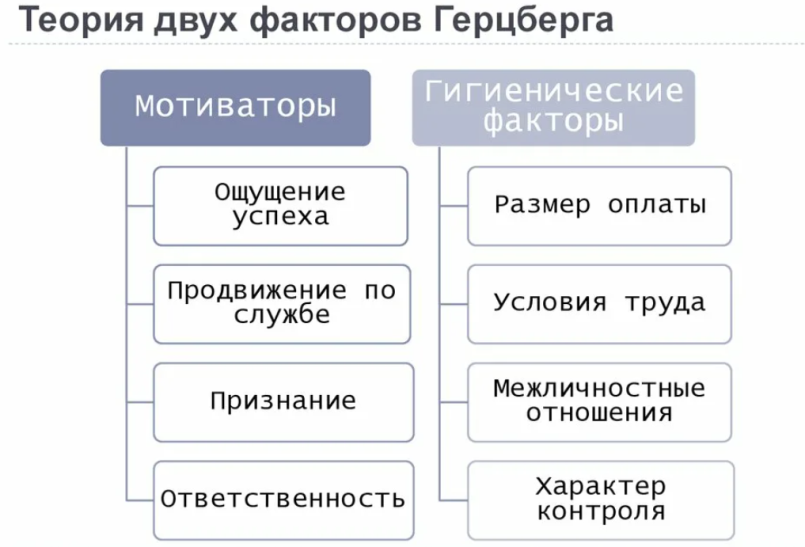 Теория двух факторов Герцберга
Мотиваторы
Ощущение
успеха
Продвижение по
службе
Признание
Ответственность
Гигиенические
факторы
Размер оплаты
Условия труда
Межличностные
отношения
Характер
контроля